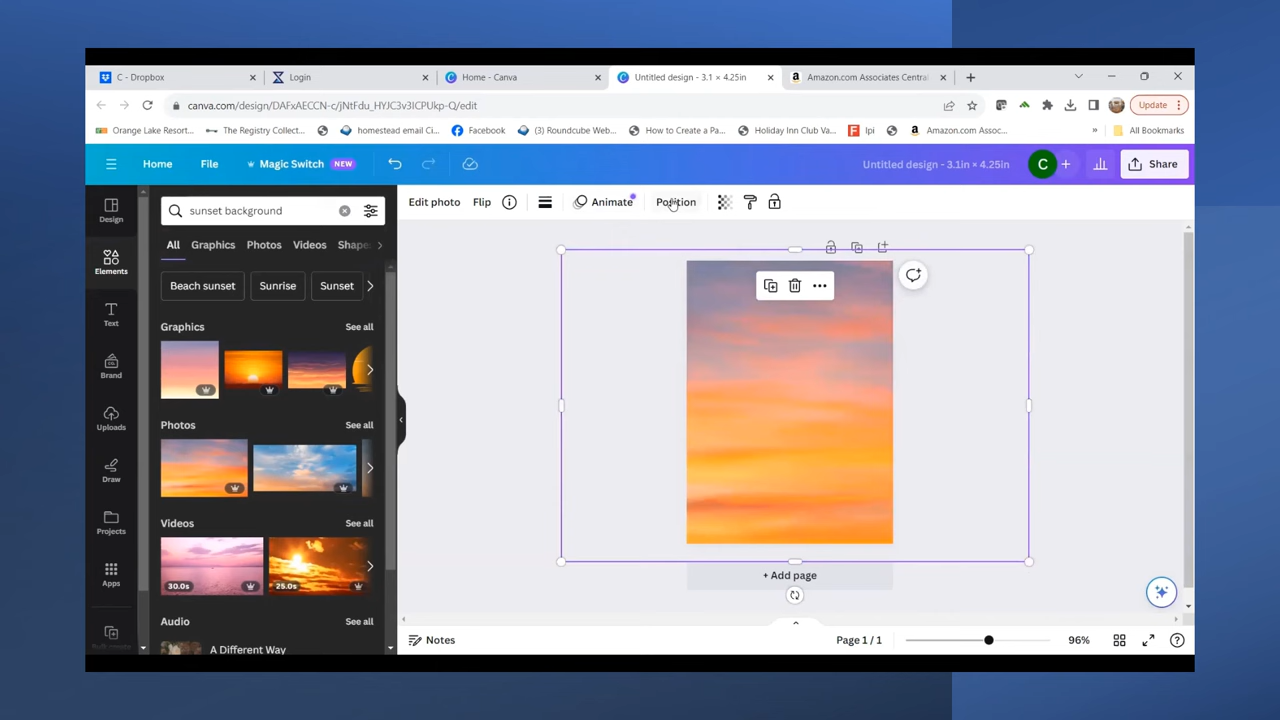 C - Dropbox
Login
Home - Canva
Untitled design - 3.1 × 4.25in
Amazon.com Associates Central
canva.com/design/DAFxAECCN-c/jNtFdu_HYJC3v3ICPUkp-Q/edit
Update
Orange Lake Resort...
The Registry Collect...
homestead email Ci...
Facebook
(3) Roundcube Web...
How to Create a Pa...
Holiday Inn Club Va...
Ipi
Amazon.com Assoc...
»
All Bookmarks
Home
File
Magic Switch
NEW
Untitled design - 3.1in × 4.25in
C
Share
Design
Elements
Text
Brand
Uploads
Draw
Projects
Apps
sunset background
All
Graphics
Photos
Videos
Shape
Beach sunset
Sunrise
Sunset
Graphics
See all
Photos
See all
Videos
See all
30.0s
25.0s
Audio
See all
A Different Way
Edit photo
Flip
Animate
Position
+ Add page
Notes
Page 1 / 1
96%